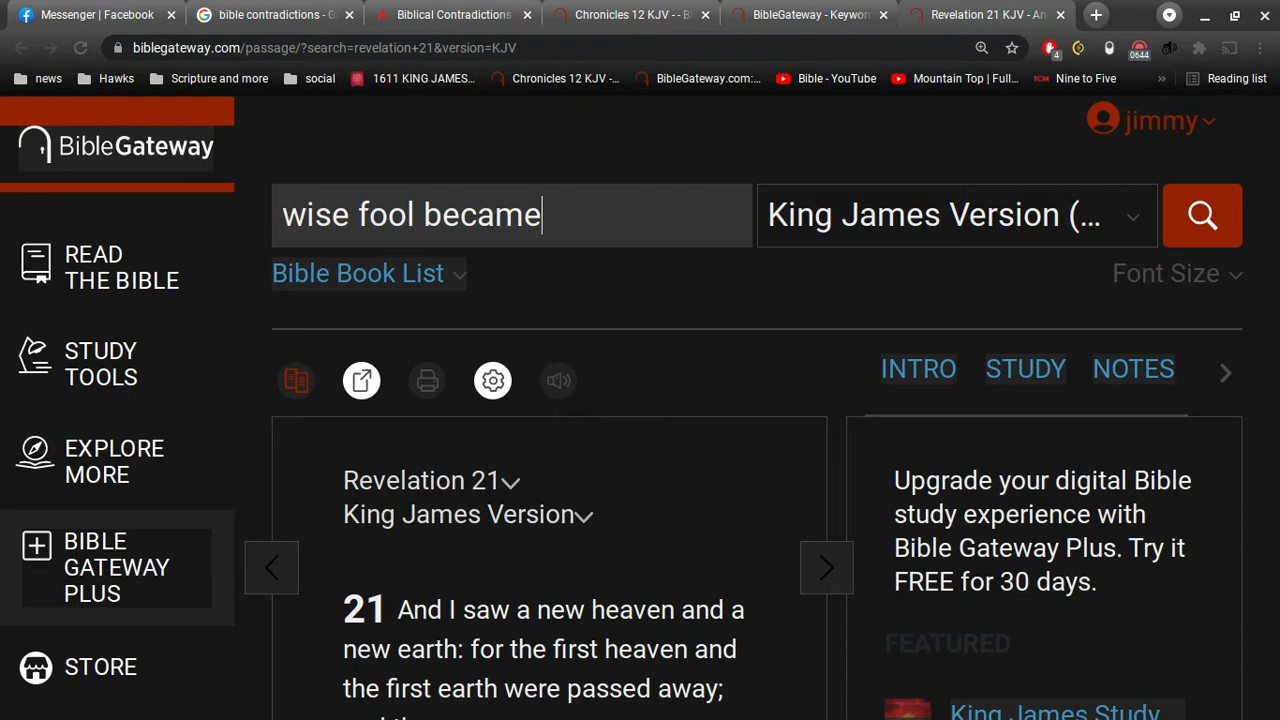 Messenger | Facebook
bible contradictions - G
Biblical Contradictions
Chronicles 12 KJV - - B
BibleGateway - Keyword
Revelation 21 KJV - An
biblegateway.com/passage/?search=revelation+21&version=KJV
4
0644
news
Hawks
Scripture and more
social
1611 KING JAMES...
Chronicles 12 KJV -...
BibleGateway.com:...
Bible - YouTube
Mountain Top | Full...
TCM Nine to Five
»
Reading list
BibleGateway
jimmy
wise fool became
King James Version (...
READ
THE BIBLE
Bible Book List
Font Size
STUDY
TOOLS
INTRO STUDY NOTES
EXPLORE
MORE
Revelation 21
King James Version
Upgrade your digital Bible
study experience with
Bible Gateway Plus. Try it
FREE for 30 days.
BIBLE
GATEWAY
PLUS
21 And I saw a new heaven and a
new earth: for the first heaven and
the first earth were passed away;
FEATURED
STORE
King James Study